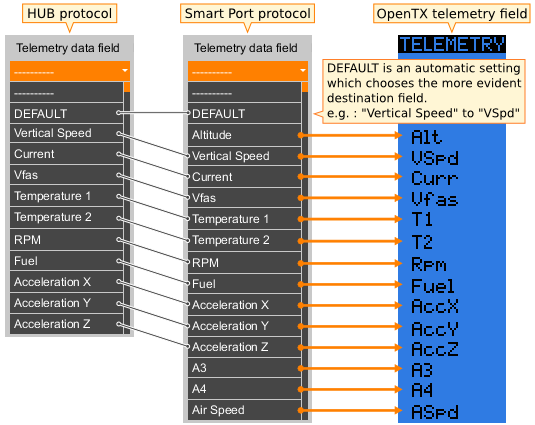 HUB protocol
Smart Port protocol
OpenTX telemetry field
Telemetry data field
----------
----------
DEFAULT
Vertical Speed
Current
Vfas
Temperature 1
Temperature 2
RPM
Fuel
Acceleration X
Acceleration Y
Acceleration Z
Telemetry data field
----------
----------
DEFAULT
Altitude
Vertical Speed
Current
Vfas
Temperature 1
Temperature 2
RPM
Fuel
Acceleration X
Acceleration Y
Acceleration Z
A3
A4
Air Speed
TELEMETRY
DEFAULT is an automatic setting
which chooses the more evident
destination field.
e.g. : "Vertical Speed" to "VSpd"
Alt
VSpd
Curr
Vfas
T1
T2
Rpm
Fuel
AccX
AccY
AccZ
A3
A4
ASpd